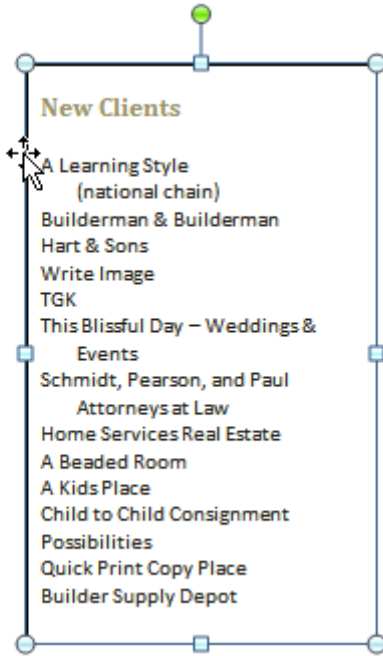 New Clients
A Learning Style
(national chain)
Builderman & Builderman
Hart & Sons
Write Image
TGK
This Blissful Day – Weddings &
Events
Schmidt, Pearson, and Paul
Attorneys at Law
Home Services Real Estate
A Beaded Room
A Kids Place
Child to Child Consignment
Possibilities
Quick Print Copy Place
Builder Supply Depot